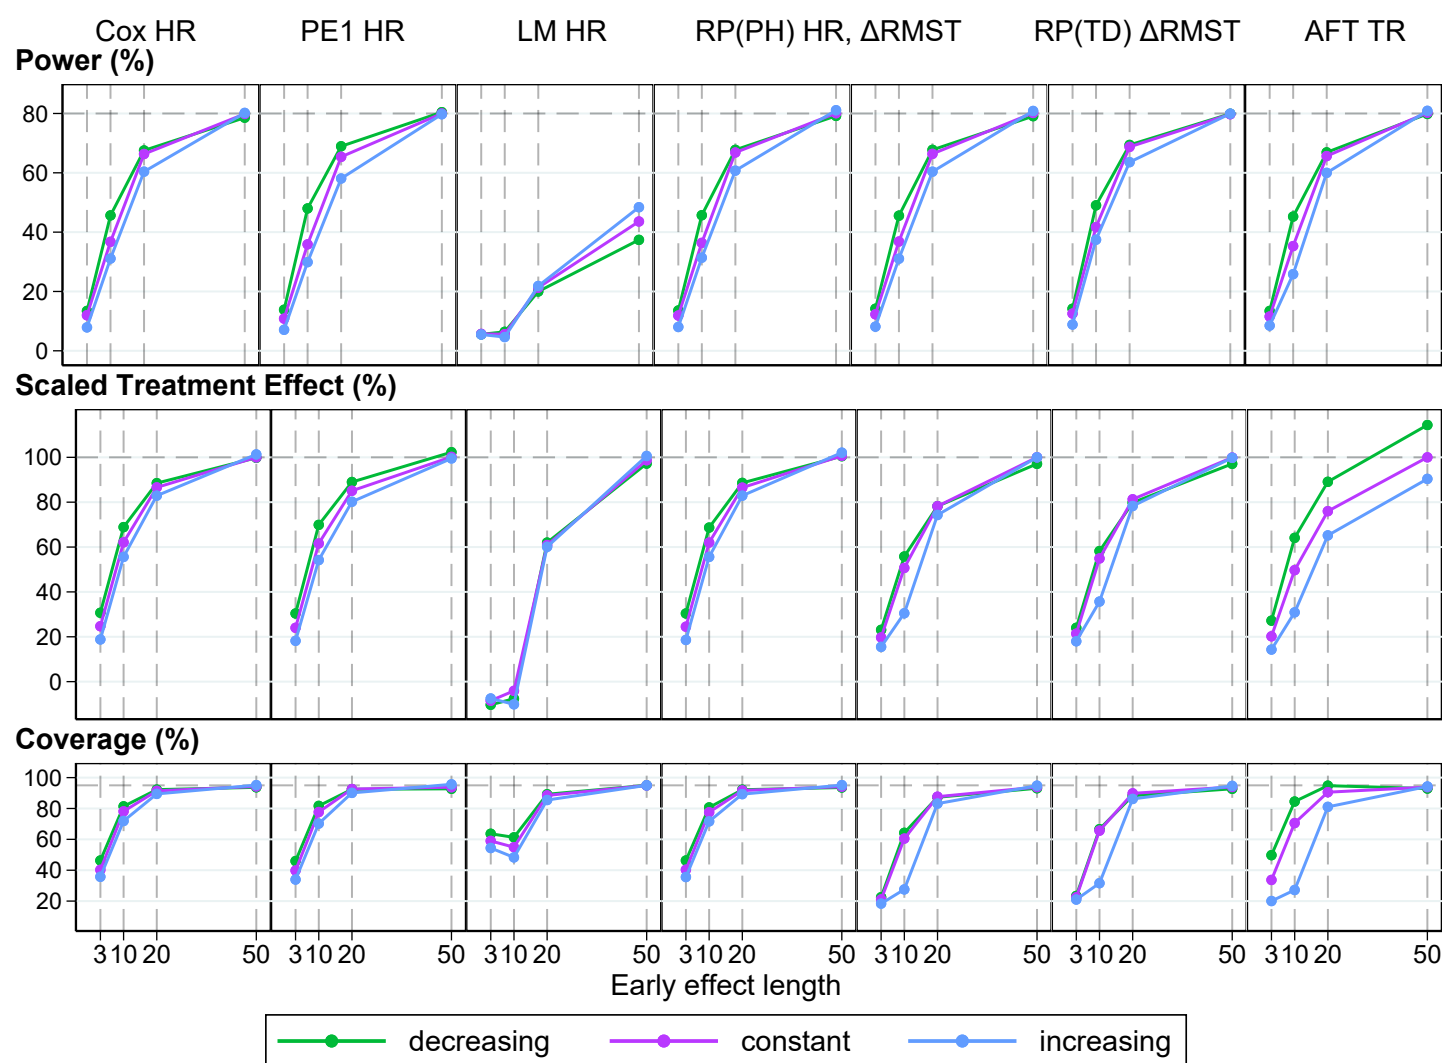 Cox HR PE1 HR LM HR RP(PH) HR, ΔRMST RP(TD) ΔRMST AFT TR
Power (%)
80
60
40
20
0
Scaled Treatment Effect (%)
100
80
60
40
20
0
Coverage (%)
100
80
60
40
20
3 10 20 50 3 10 20 50 3 10 20 50 3 10 20 50 3 10 20 50 3 10 20 50 3 10 20 50
Early effect length
decreasing constant increasing